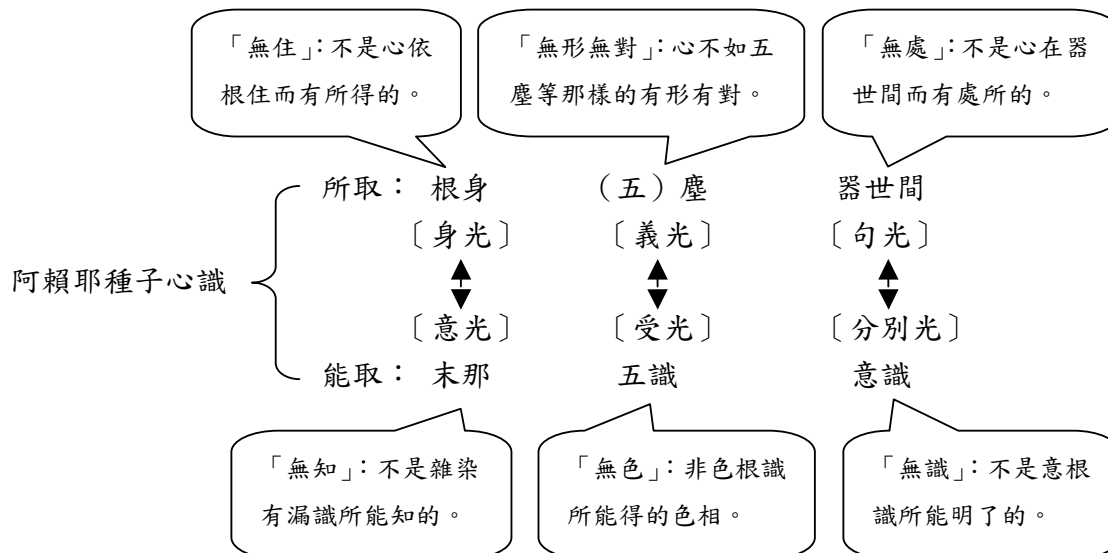 「無住」：不是心依
根住而有所得的。
「無形無對」：心不如五
塵等那樣的有形有對。
「無處」：不是心在器
世間而有處所的。
所取： 根身 （五）塵 器世間
〔身光〕 〔義光〕 〔句光〕
阿賴耶種子心識
〔意光〕 〔受光〕 〔分別光〕
能取： 末那 五識 意識
「無知」：不是雜染
有漏識所能知的。
「無色」：非色根識
所能得的色相。
「無識」：不是意根
識所能明了的。